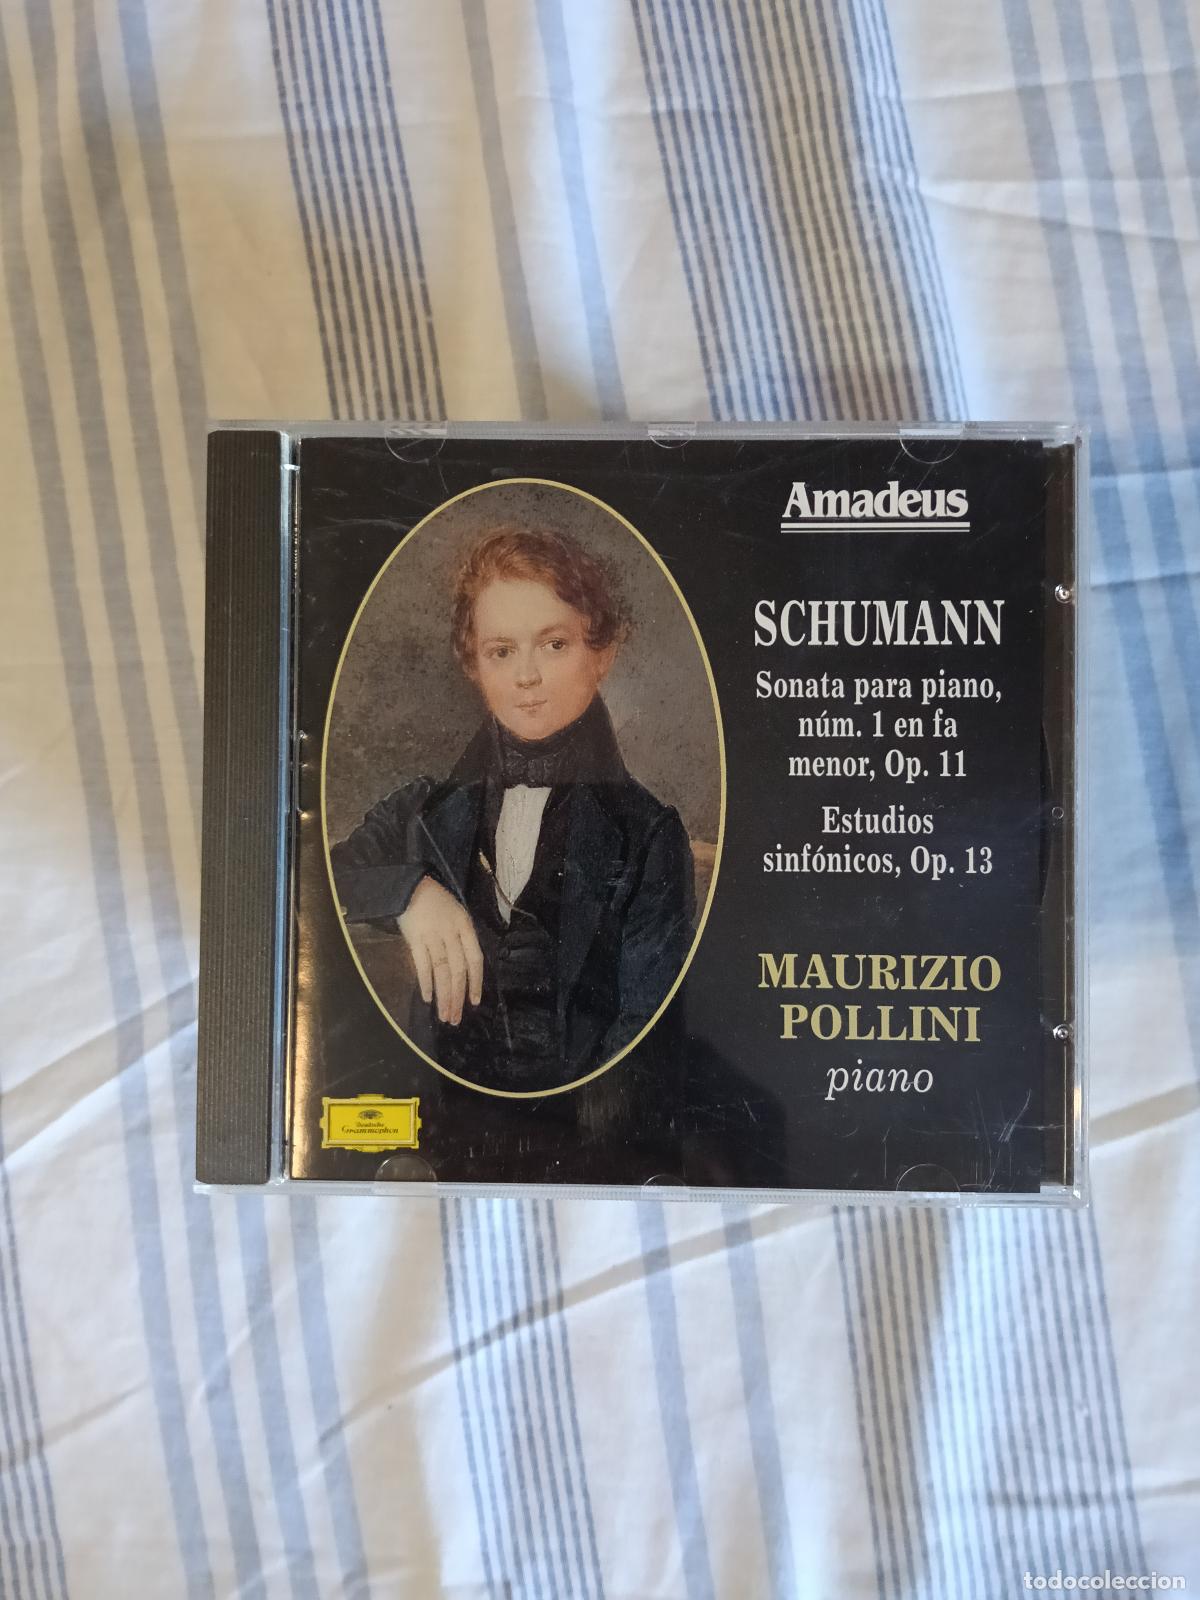 Amadeus
SCHUMANN
Sonata para piano,
núm. 1 en fa
menor, Op. 11
Estudios
sinfónicos, Op. 13
MAURIZIO
POLLINI
piano
Deutsche
Grammophon
todocoleccion